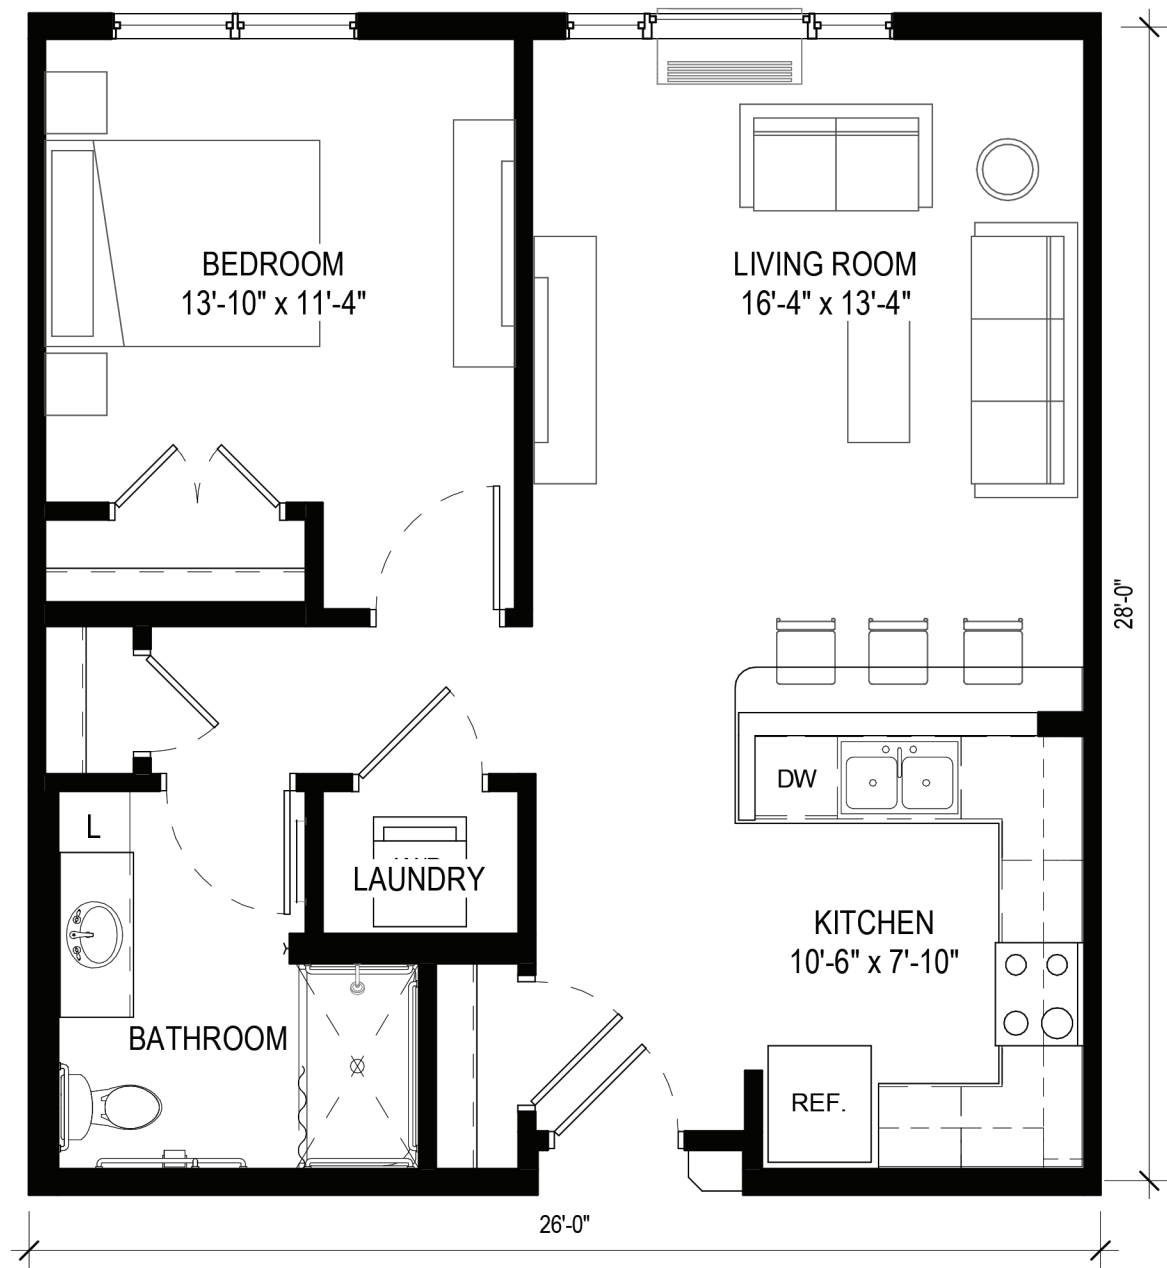 BEDROOM
13'-10" x 11'-4"
LIVING ROOM
16'-4" x 13'-4"
28'-0"
DW
L
LAUNDRY
KITCHEN
10'-6" x 7'-10"
BATHROOM
REF.
26'-0"